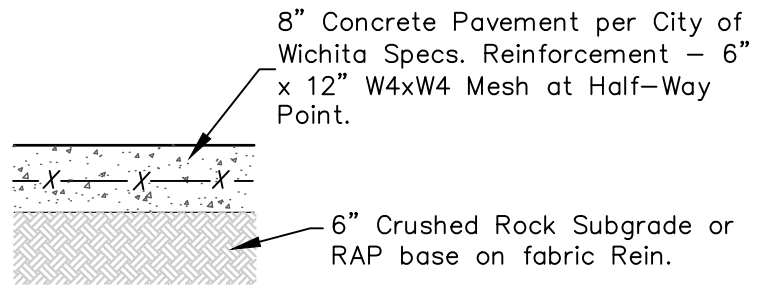 8” Concrete Pavement per City of
Wichita Specs. Reinforcement – 6”
x 12” W4xW4 Mesh at Half–Way
Point.
X X X
6” Crushed Rock Subgrade or
RAP base on fabric Rein.